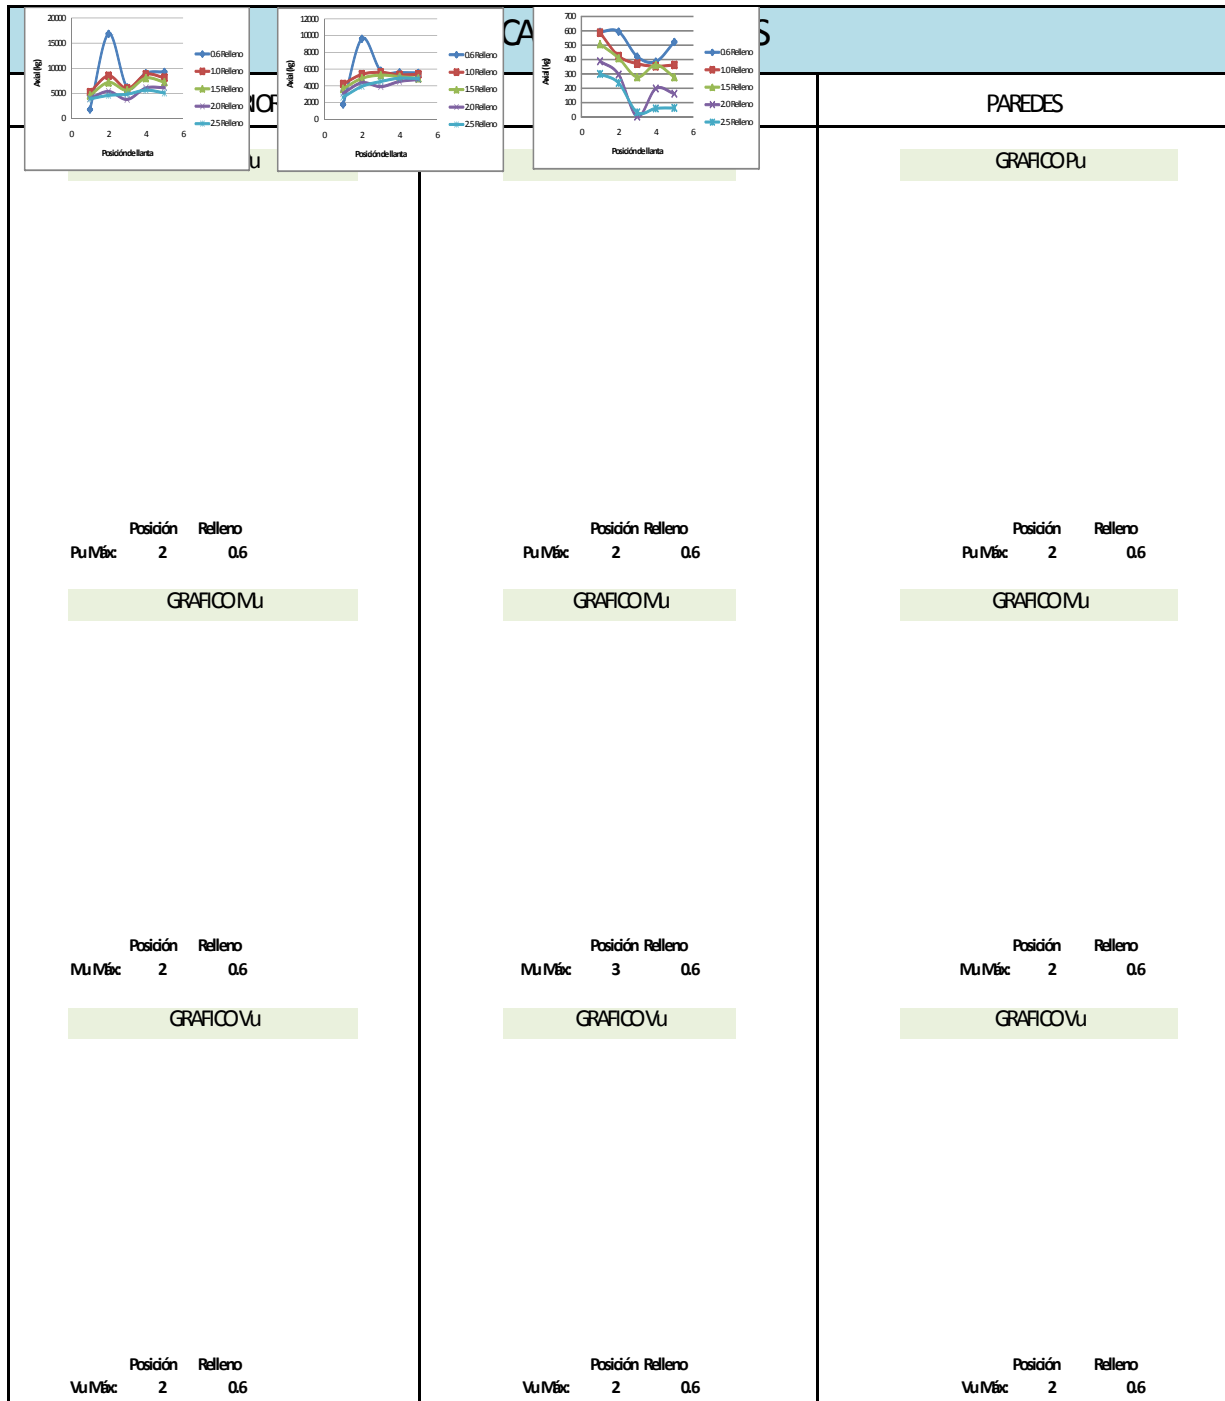 CA S
20000
15000
10000
5000
0
0 2 4 6
Axial (kg)
Posición de llanta
0.6 Relleno
1.0 Relleno
1.5 Relleno
2.0 Relleno
2.5 Relleno
12000
10000
8000
6000
4000
2000
0
0 2 4 6
Axial (kg)
Posición de llanta
0.6 Relleno
1.0 Relleno
1.5 Relleno
2.0 Relleno
2.5 Relleno
700
600
500
400
300
200
100
0
0 2 4 6
Axial (kg)
Posición de llanta
0.6 Relleno
1.0 Relleno
1.5 Relleno
2.0 Relleno
2.5 Relleno
IOR
PAREDES
u
GRAFICO Pu
Posición Relleno
Pu Máx: 2 0.6
Posición Relleno
Pu Máx: 2 0.6
Posición Relleno
Pu Máx: 2 0.6
GRAFICO Mu
GRAFICO Mu
GRAFICO Mu
Posición Relleno
Mu Máx: 2 0.6
Posición Relleno
Mu Máx: 3 0.6
Posición Relleno
Mu Máx: 2 0.6
GRAFICO Vu
GRAFICO Vu
GRAFICO Vu
Posición Relleno
Vu Máx: 2 0.6
Posición Relleno
Vu Máx: 2 0.6
Posición Relleno
Vu Máx: 2 0.6